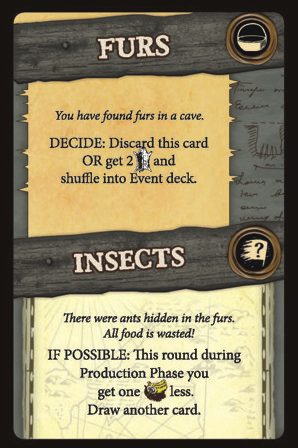 FURS
You have found furs in a cave.
DECIDE: Discard this card
OR get 2 and
shuffle into Event deck.
?
INSECTS
There were ants hidden in the furs.
All food is wasted!
IF POSSIBLE: This round during
Production Phase you
get one less.
Draw another card.